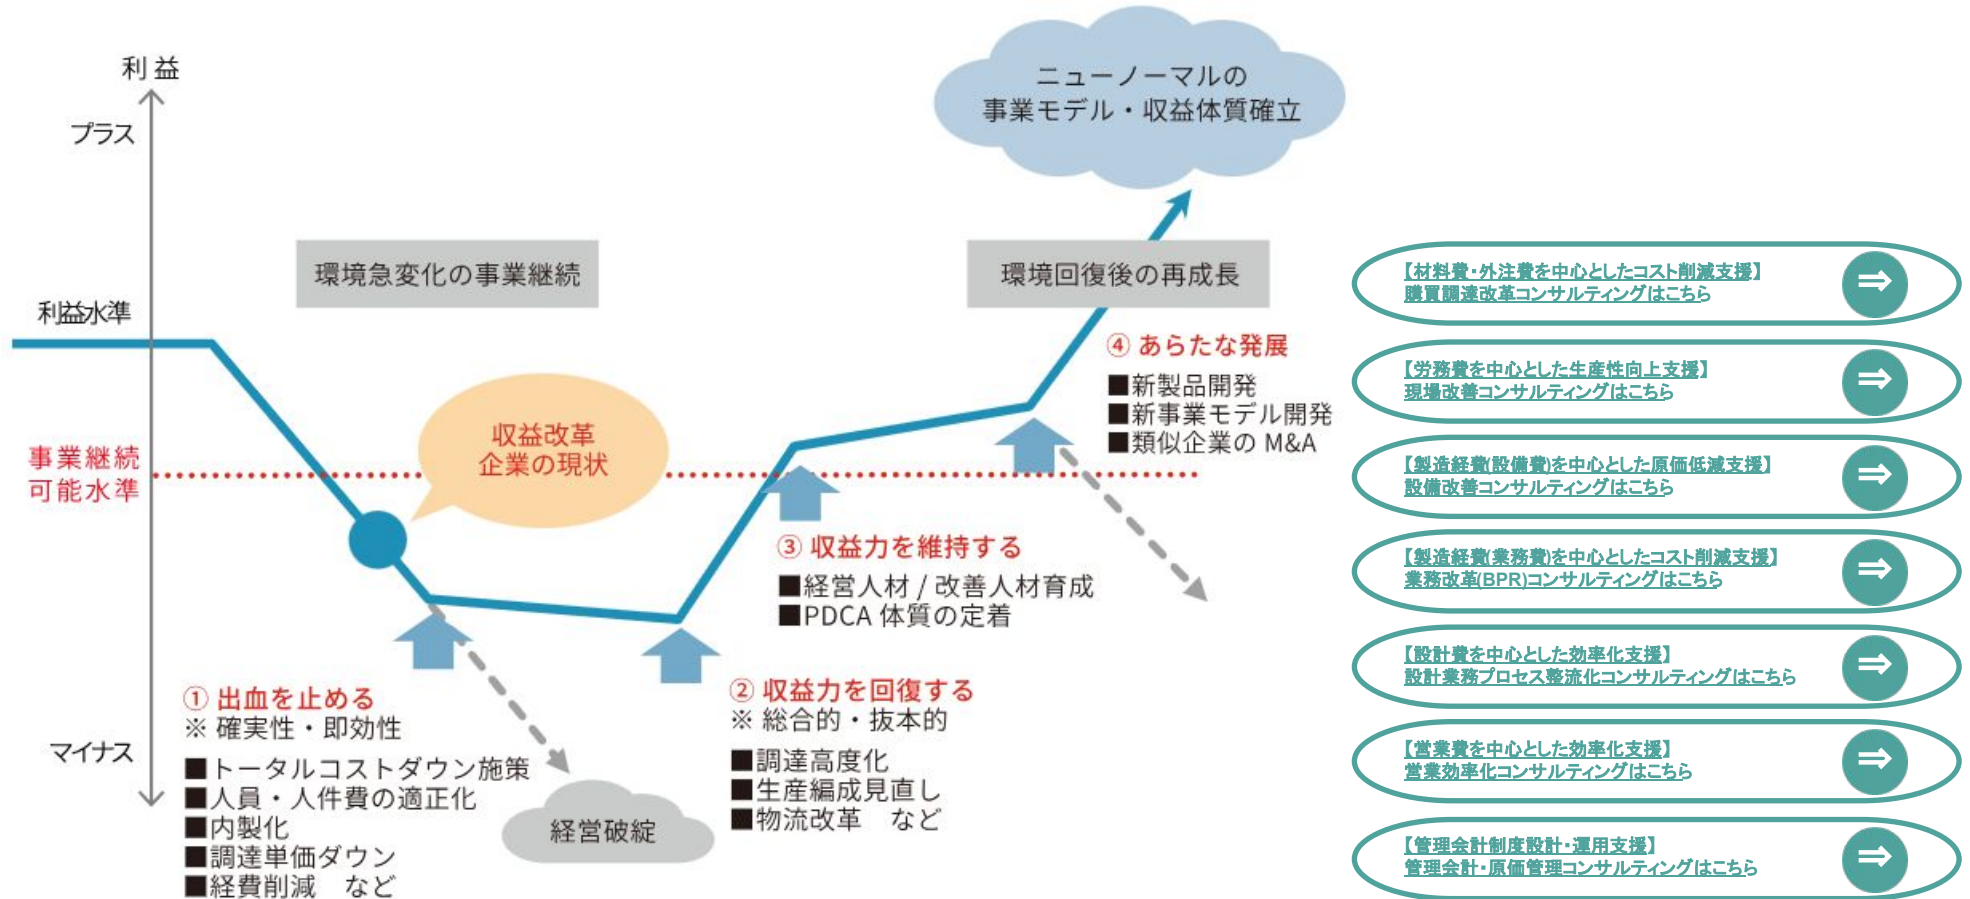 利益
プラス
ニューノーマルの
事業モデル・収益体質確立
環境急変化の事業継続
環境回復後の再成長
利益水準
収益改革
企業の現状
事業継続
可能水準
マイナス
① 出血を止める
※ 確実性・即効性
■トータルコストダウン施策
■人員・人件費の適正化
■内製化
■調達単価ダウン
■経費削減　など
経営破綻
② 収益力を回復する
※ 総合的・抜本的
■調達高度化
■生産編成見直し
■物流改革　など
③ 収益力を維持する
■経営人材 / 改善人材育成
■PDCA 体質の定着
④ あらたな発展
■新製品開発
■新事業モデル開発
■類似企業の M&A
【材料費・外注費を中心としたコスト削減支援】
購買調達改革コンサルティングはこちら
⇒
【労務費を中心とした生産性向上支援】
現場改善コンサルティングはこちら
⇒
【製造経費(設備費)を中心とした原価低減支援】
設備改善コンサルティングはこちら
⇒
【製造経費(業務費)を中心としたコスト削減支援】
業務改革(BPR)コンサルティングはこちら
⇒
【設計費を中心とした効率化支援】
設計業務プロセス整流化コンサルティングはこちら
⇒
【営業費を中心とした効率化支援】
営業効率化コンサルティングはこちら
⇒
【管理会計制度設計・運用支援】
管理会計・原価管理コンサルティングはこちら
⇒